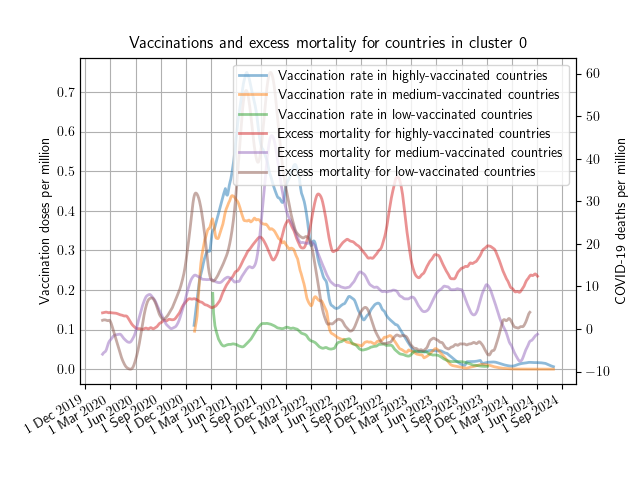 Vaccinations and excess mortality for countries in cluster 0
Vaccination rate in highly-vaccinated countries
Vaccination rate in medium-vaccinated countries
Vaccination rate in low-vaccinated countries
Excess mortality for highly-vaccinated countries
Excess mortality for medium-vaccinated countries
Excess mortality for low-vaccinated countries
Vaccination doses per million
0.7
0.6
0.5
0.4
0.3
0.2
0.1
0.0
COVID-19 deaths per million
60
50
40
30
20
10
0
−10
1 Dec 2019
1 Mar 2020
1 Jun 2020
1 Sep 2020
1 Dec 2020
1 Mar 2021
1 Jun 2021
1 Sep 2021
1 Dec 2021
1 Mar 2022
1 Jun 2022
1 Sep 2022
1 Dec 2022
1 Mar 2023
1 Jun 2023
1 Sep 2023
1 Dec 2023
1 Mar 2024
1 Jun 2024
1 Sep 2024